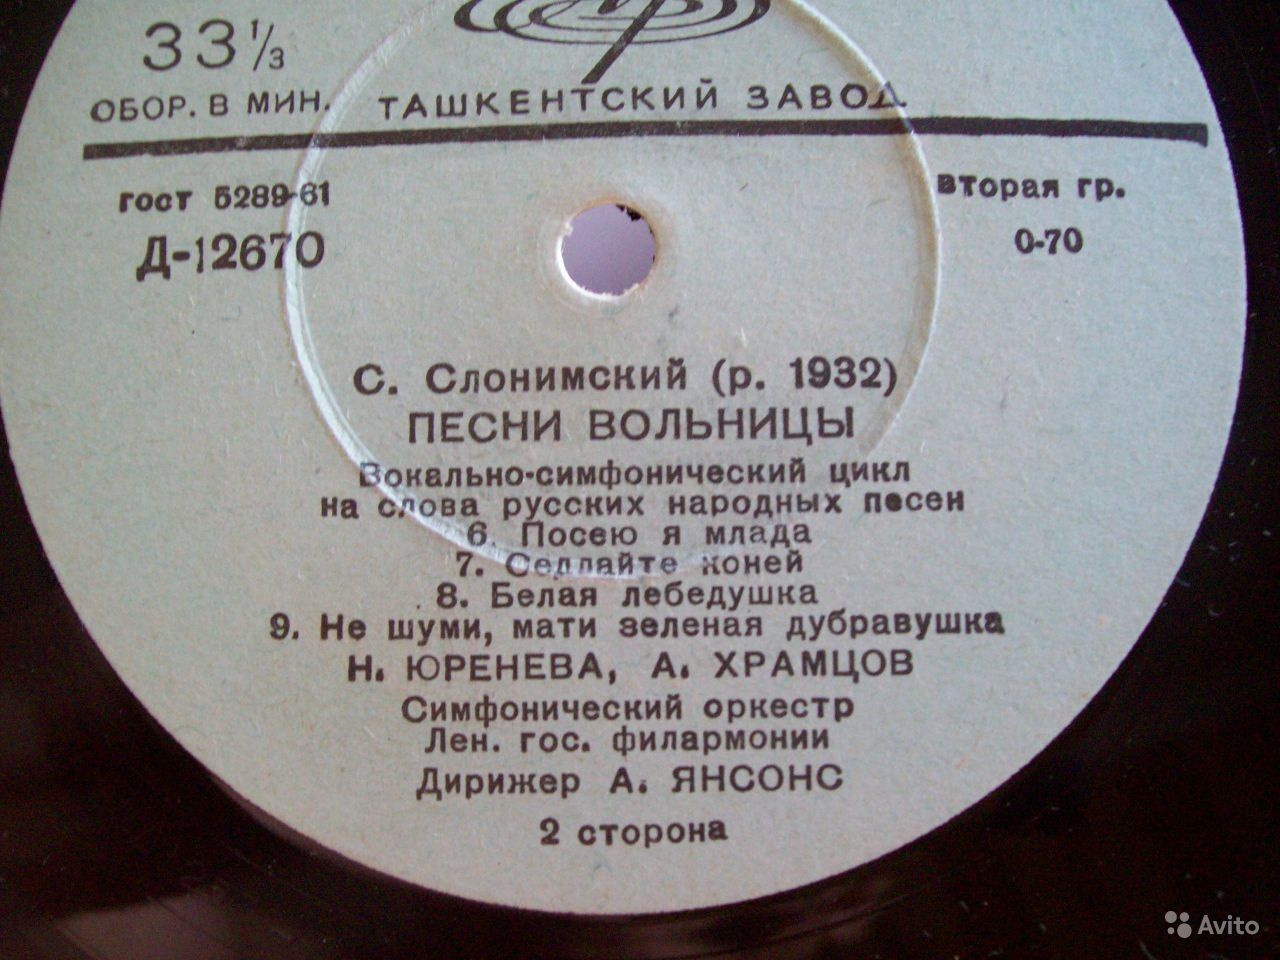 33 1/3
ОБОР. В МИН. ТАШКЕНТСКИЙ ЗАВОД
гост 5289-61
вторая гр.
Д-12670
0-70
С. Слонимский (р. 1932)
ПЕСНИ ВОЛЬНИЦЫ
Вокально-симфонический цикл
на слова русских народных песен
6. Посею я млада
7. Седлайте коней
8. Белая лебедушка
9. Не шуми, мати зеленая дубравушка
Н. ЮРЕНЕВА, А. ХРАМЦОВ
Симфонический оркестр
Лен. гос. филармонии
Дирижер А. ЯНСОНС
2 сторона
Avito